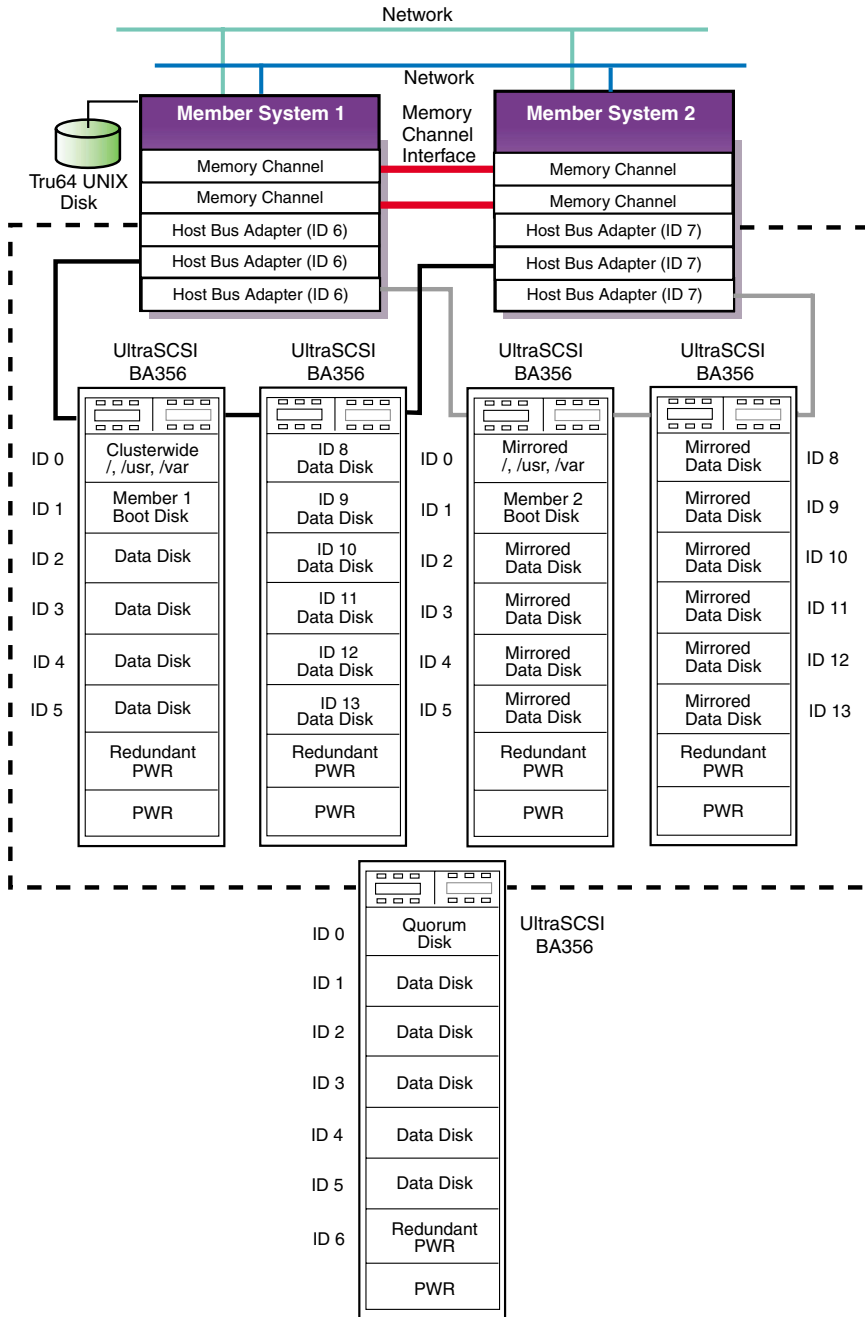 Network
Network
Member System 1
Memory
Channel
Interface
Member System 2
Tru64 UNIX
Disk
Memory Channel
Memory Channel
Host Bus Adapter (ID 6)
Host Bus Adapter (ID 6)
Host Bus Adapter (ID 6)
Memory Channel
Memory Channel
Host Bus Adapter (ID 7)
Host Bus Adapter (ID 7)
Host Bus Adapter (ID 7)
UltraSCSI
BA356
ID 0
Clusterwide
/, /usr, /var
ID 1
Member 1
Boot Disk
ID 2
Data Disk
ID 3
Data Disk
ID 4
Data Disk
ID 5
Data Disk
Redundant
PWR
PWR
UltraSCSI
BA356
ID 8
Data Disk
ID 9
Data Disk
ID 10
Data Disk
ID 11
Data Disk
ID 12
Data Disk
ID 13
Data Disk
Redundant
PWR
PWR
UltraSCSI
BA356
ID 0
Mirrored
/, /usr, /var
ID 1
Member 2
Boot Disk
ID 2
Mirrored
Data Disk
ID 3
Mirrored
Data Disk
ID 4
Mirrored
Data Disk
ID 5
Mirrored
Data Disk
Redundant
PWR
PWR
UltraSCSI
BA356
Mirrored
Data Disk
ID 8
Mirrored
Data Disk
ID 9
Mirrored
Data Disk
ID 10
Mirrored
Data Disk
ID 11
Mirrored
Data Disk
ID 12
Mirrored
Data Disk
ID 13
Redundant
PWR
PWR
UltraSCSI
BA356
ID 0
Quorum
Disk
ID 1
Data Disk
ID 2
Data Disk
ID 3
Data Disk
ID 4
Data Disk
ID 5
Data Disk
ID 6
Redundant
PWR
PWR